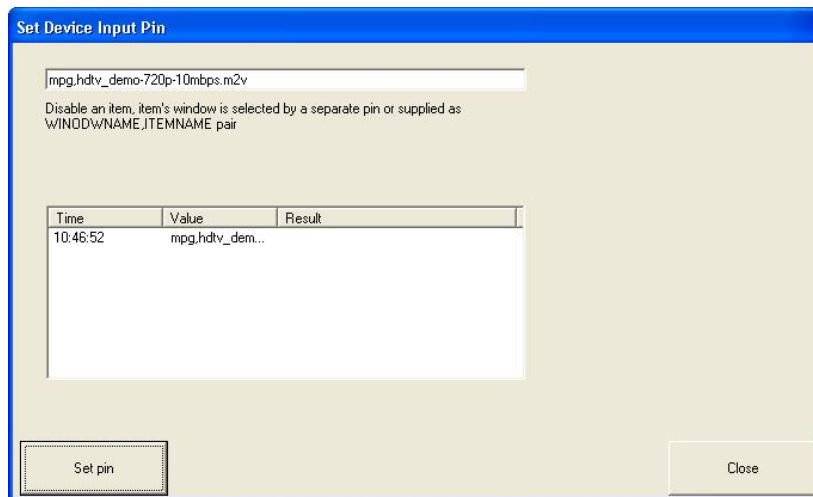 Set Device Input Pin
mpg,hdtv_demo-720p-10mbps.m2v
Disable an item, item's window is selected by a separate pin or supplied as
WINODWNAME,ITEMNAME pair
Time Value Result
10:46:52 mpg,hdtv_dem...
Set pin Close